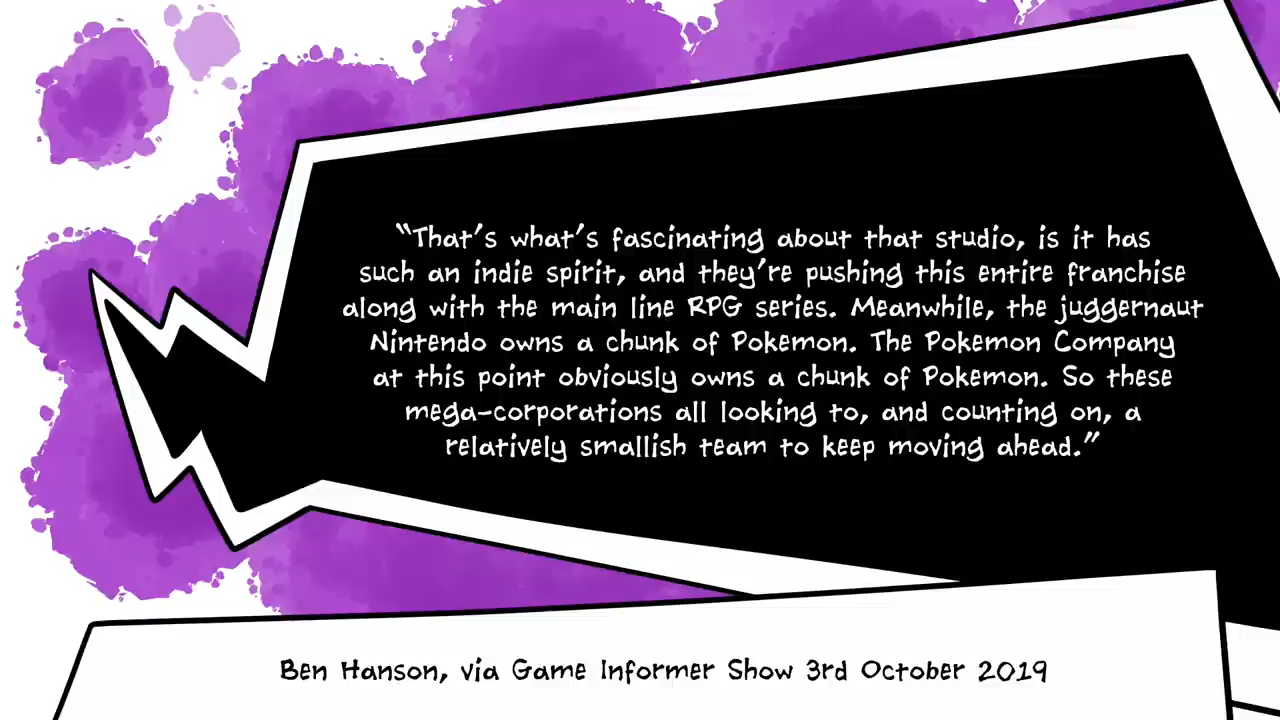 “That’s what’s fascinating about that studio, is it has
such an indie spirit, and they’re pushing this entire franchise
along with the main line RPG series. Meanwhile, the juggernaut
Nintendo owns a chunk of Pokemon. The Pokemon Company
at this point obviously owns a chunk of Pokemon. So these
mega-corporations all looking to, and counting on, a
relatively smallish team to keep moving ahead.”
Ben Hanson, via Game Informer Show 3rd October 2019